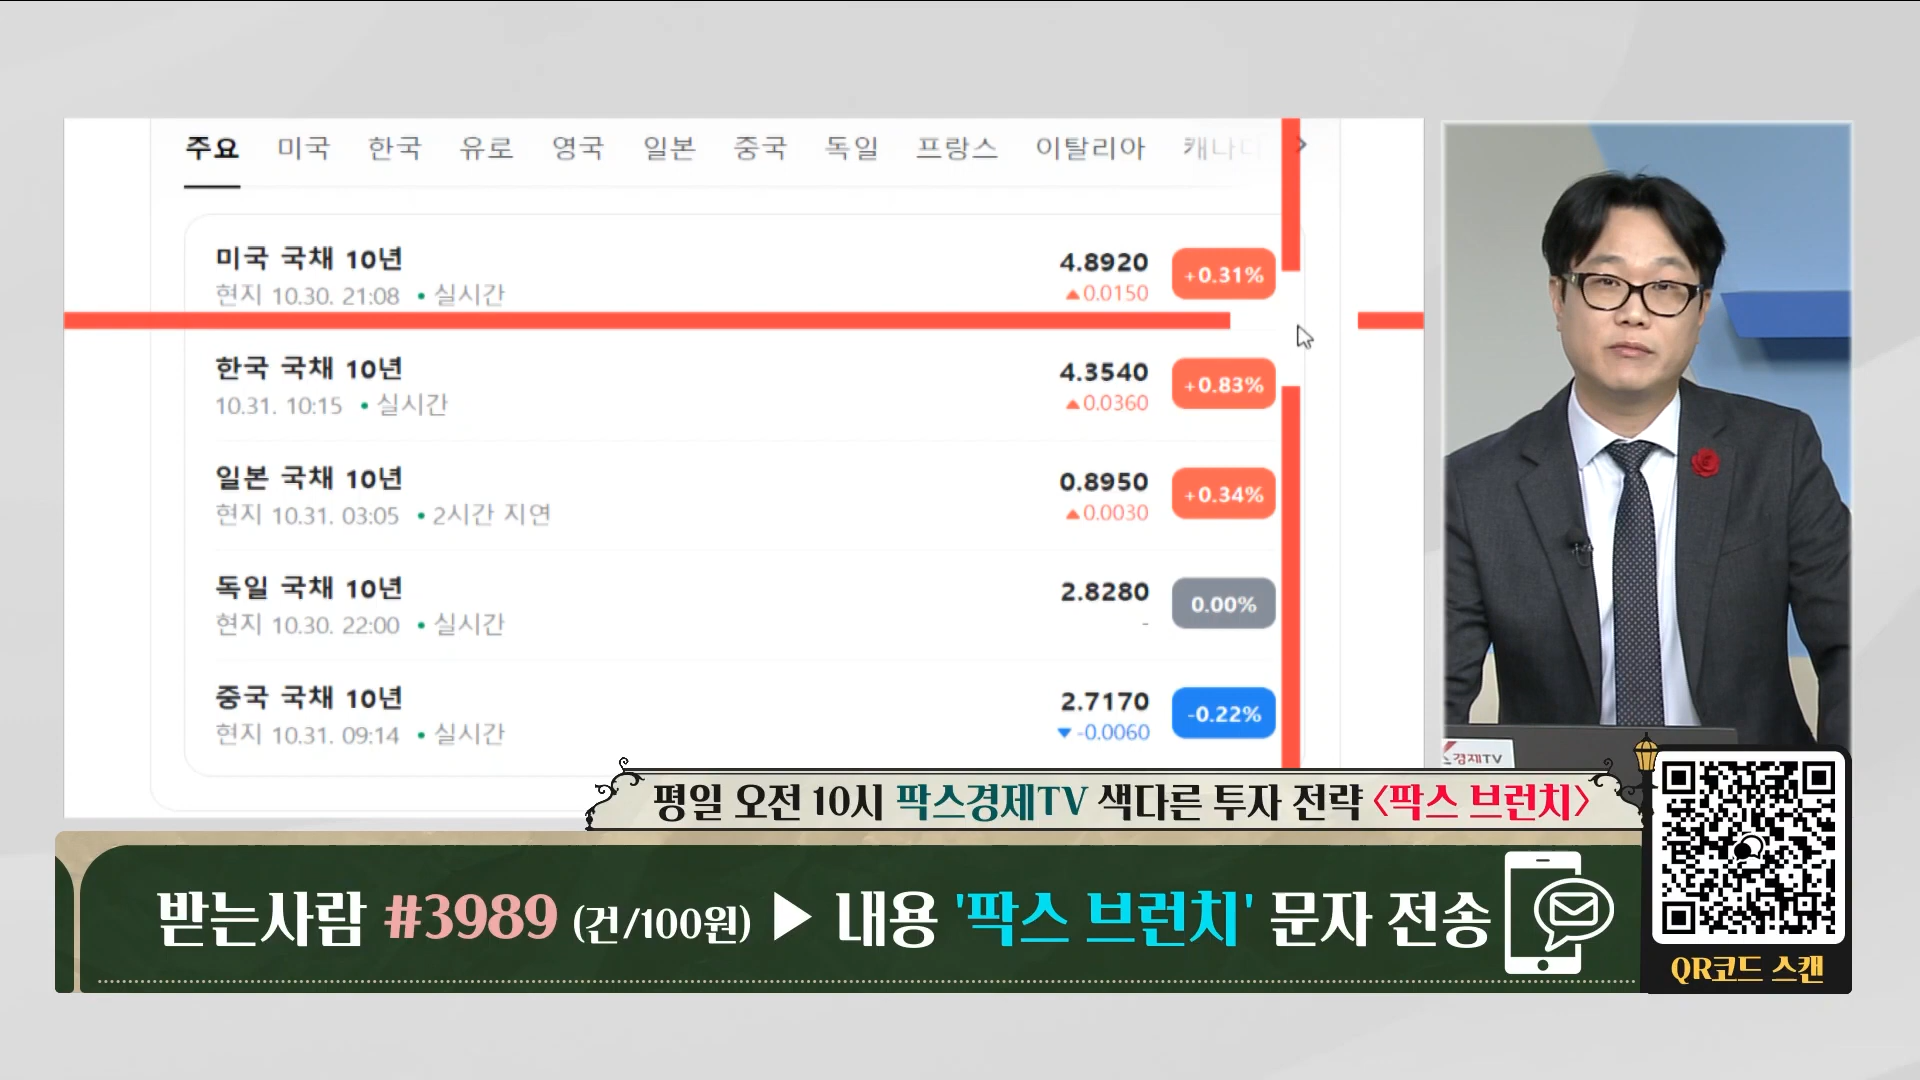 주요 미국 한국 유로 영국 일본 중국 독일 프랑스 이탈리아 캐나다
미국 국채 10년 4.8920 +0.31%
현지 10.30. 21:08 • 실시간 ▲0.0150
한국 국채 10년 4.3540 +0.83%
10.31. 10:15 • 실시간 ▲0.0360
일본 국채 10년 0.8950 +0.34%
현지 10.31. 03:05 • 2시간 지연 ▲0.0030
독일 국채 10년 2.8280 0.00%
현지 10.30. 22:00 • 실시간 -
중국 국채 10년 2.7170 -0.22%
현지 10.31. 09:14 • 실시간 ▼-0.0060
경제TV
평일 오전 10시 팍스경제TV 색다른 투자 전략 <팍스 브런치>
받는사람 #3989 (건/100원) ▶ 내용 '팍스 브런치' 문자 전송
QR코드 스캔